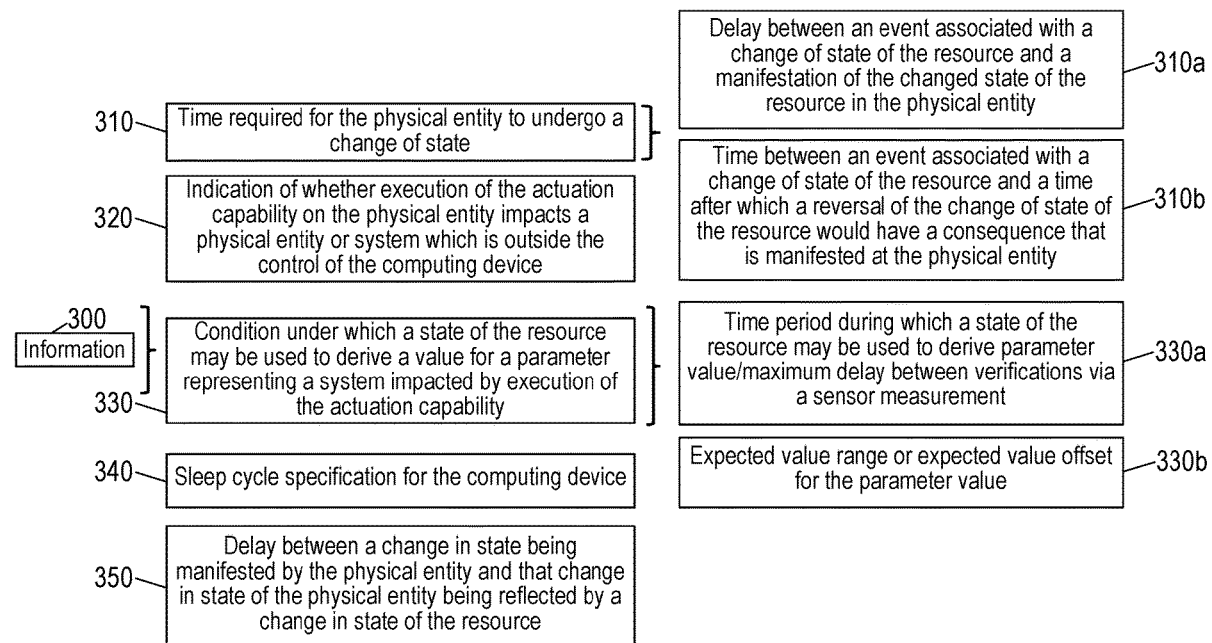 300
Information
310
Time required for the physical entity to undergo a
change of state
320
Indication of whether execution of the actuation
capability on the physical entity impacts a
physical entity or system which is outside the
control of the computing device
330
Condition under which a state of the resource
may be used to derive a value for a parameter
representing a system impacted by execution of
the actuation capability
340
Sleep cycle specification for the computing device
350
Delay between a change in state being
manifested by the physical entity and that change
in state of the physical entity being reflected by a
change in state of the resource
Delay between an event associated with a
change of state of the resource and a
manifestation of the changed state of the
resource in the physical entity
310a
Time between an event associated with a
change of state of the resource and a time
after which a reversal of the change of state of
the resource would have a consequence that
is manifested at the physical entity
310b
Time period during which a state of the
resource may be used to derive parameter
value/maximum delay between verifications via
a sensor measurement
330a
Expected value range or expected value offset
for the parameter value
330b